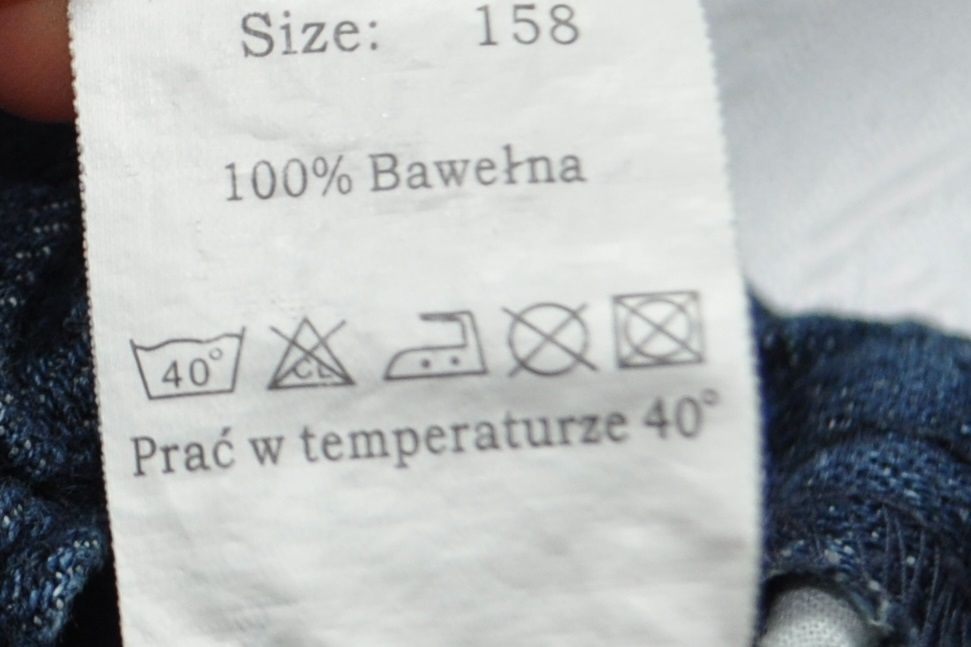 Size: 158
100% Bawełna
40° CL
Prać w temperaturze 40°